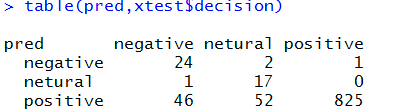 > table(pred,xtest$decision)
pred negative netural positive
negative 24 2 1
netural 1 17 0
positive 46 52 825